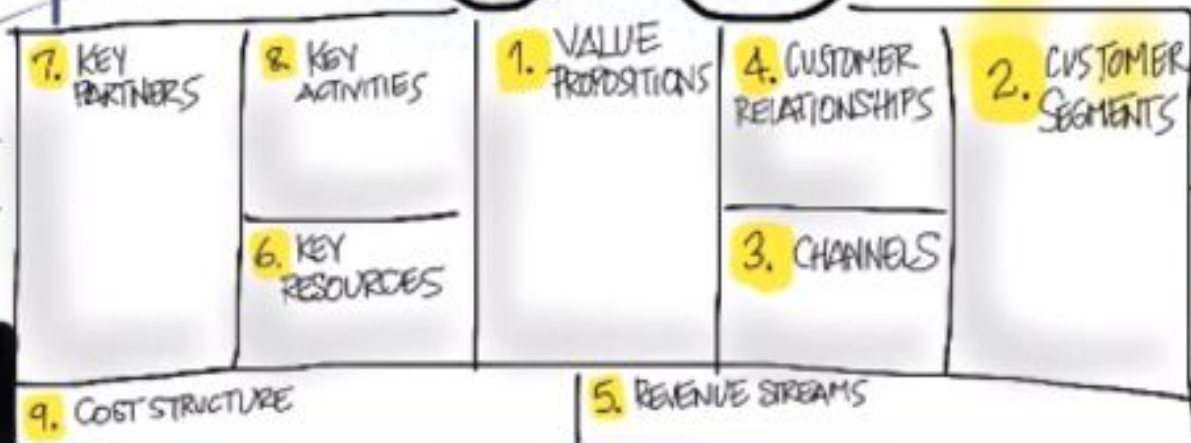 7. KEY
PARTNERS
8. KEY
ACTIVITIES
6. KEY
RESOURCES
1. VALUE
PROPOSITIONS
4. CUSTOMER
RELATIONSHIPS
3. CHANNELS
2. CUSTOMER
SEGMENTS
9. COST STRUCTURE
5. REVENUE STREAMS